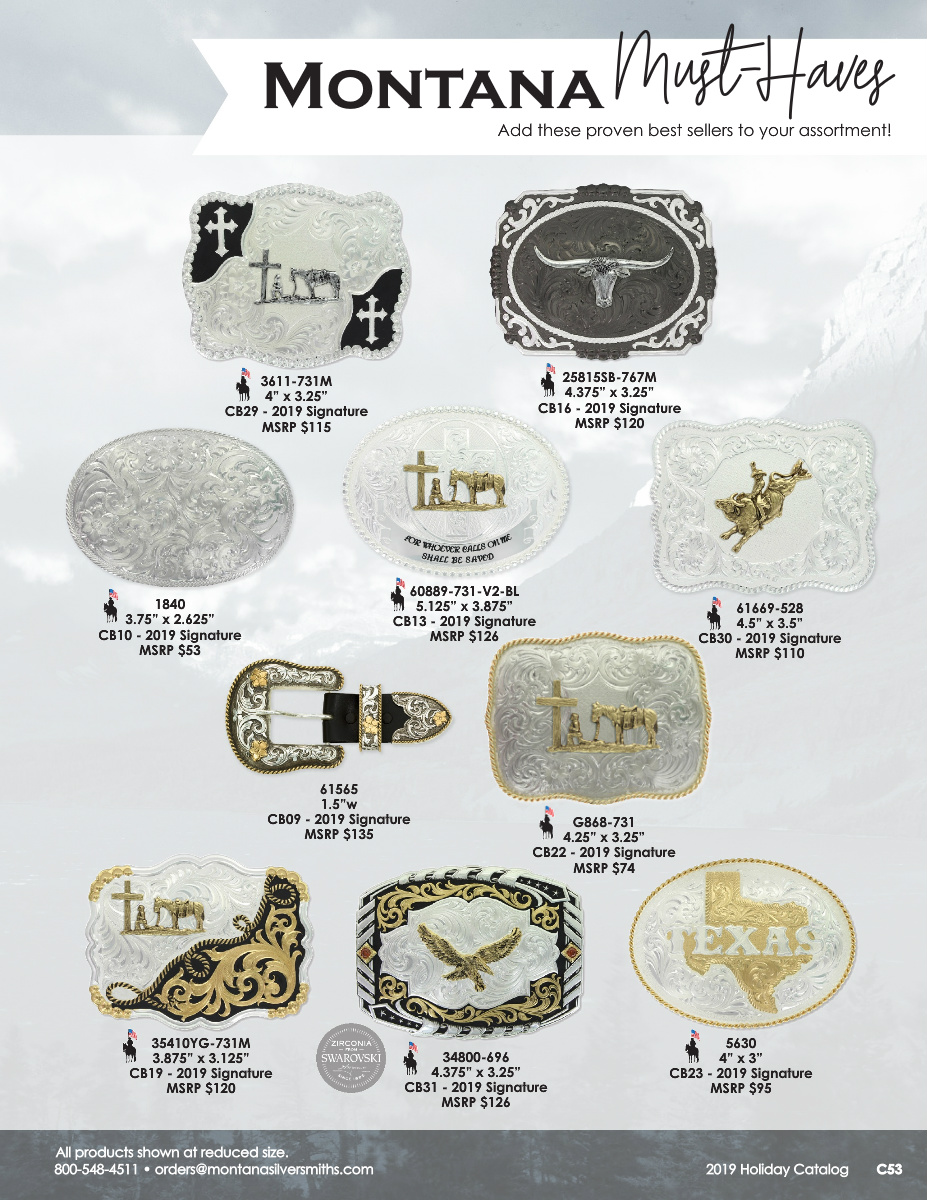 Montana Must-Haves
Add these proven best sellers to your assortment!
3611-731M
4” x 3.25”
CB29 - 2019 Signature
MSRP $115
25815SB-767M
4.375” x 3.25”
CB16 - 2019 Signature
MSRP $120
FOR WHOEVER CALLS ON ME
SHALL BE SAVED
1840
3.75” x 2.625”
CB10 - 2019 Signature
MSRP $53
60889-731-V2-BL
5.125” x 3.875”
CB13 - 2019 Signature
MSRP $126
61669-528
4.5” x 3.5”
CB30 - 2019 Signature
MSRP $110
61565
1.5”w
CB09 - 2019 Signature
MSRP $135
G868-731
4.25” x 3.25”
CB22 - 2019 Signature
MSRP $74
TEXAS
35410YG-731M
3.875” x 3.125”
CB19 - 2019 Signature
MSRP $120
ZIRCONIA
FROM
SWAROVSKI
34800-696
4.375” x 3.25”
CB31 - 2019 Signature
MSRP $126
5630
4” x 3”
CB23 - 2019 Signature
MSRP $95
All products shown at reduced size.
800-548-4511 • orders@montanasilversmiths.com
2019 Holiday Catalog C53